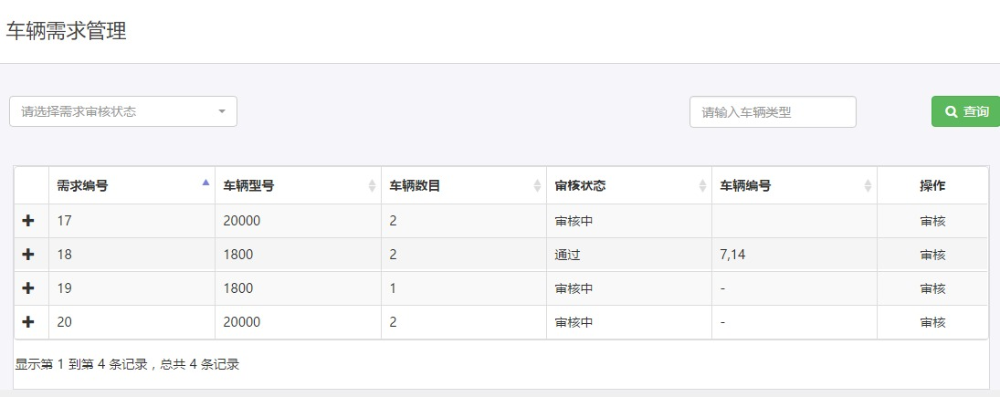 车辆需求管理
请选择需求审核状态 请输入车辆类型 查询
需求编号 车辆型号 车辆数目 审核状态 车辆编号 操作
17 20000 2 审核中 审核
18 1800 2 通过 7,14 审核
19 1800 1 审核中 - 审核
20 20000 2 审核中 - 审核
显示第 1 到第 4 条记录，总共 4 条记录